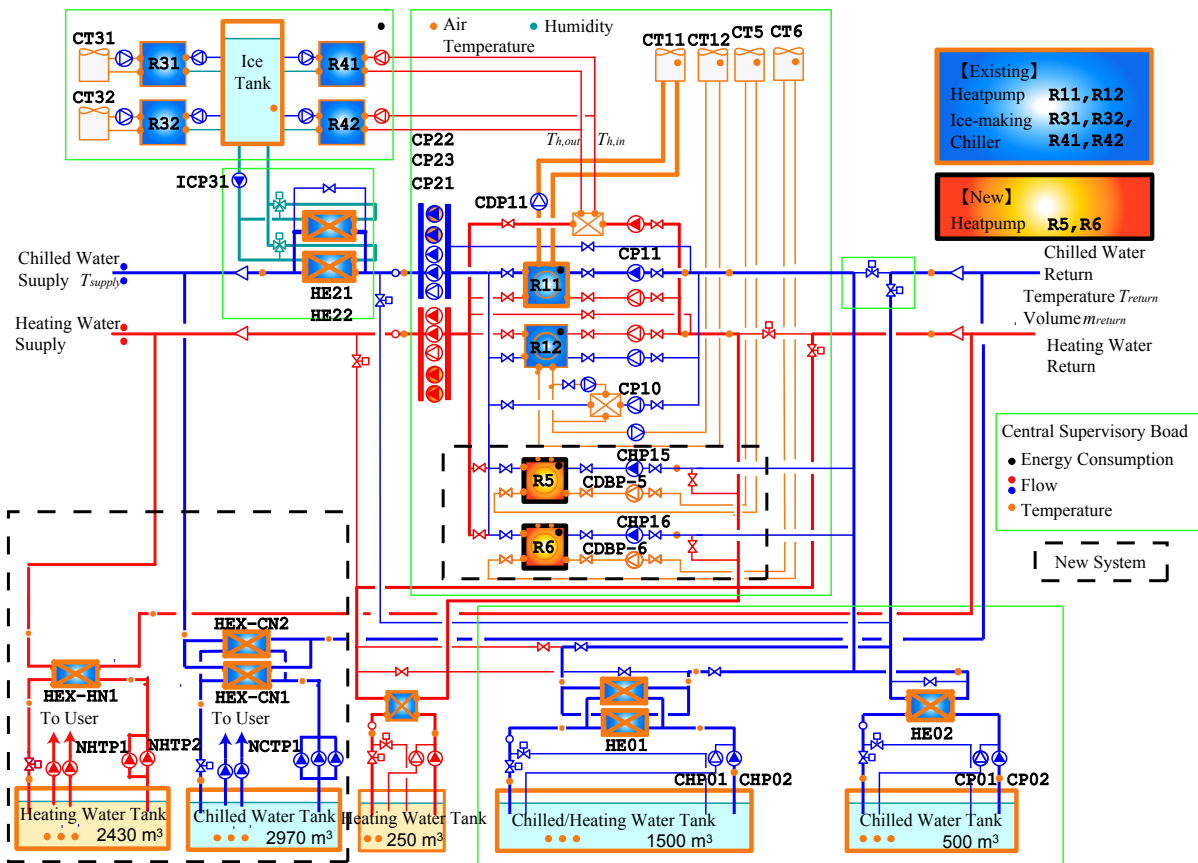 Air
Temperature
Humidity
CT31
R31
Ice
Tank
R41
CT32
R32
R42
CT11
CT12
CT5
CT6
【Existing】
Heatpump R11,R12
Ice-making R31,R32,
Chiller R41,R42
【New】
Heatpump R5,R6
Th,out
Th,in
CP22
CP23
CP21
ICP31
CDP11
CP11
R11
R12
CP10
HE21
HE22
Chilled Water
Suuply Tsupply
Heating Water
Supply
Chilled Water
Return
Temperature Treturn
Volume mreturn
Heating Water
Return
Central Supervisory Boad
Energy Consumption
Flow
Temperature
New System
CHP15
R5
CDBP-5
CHP16
R6
CDBP-6
HEX-CN2
HEX-HN1
HEX-CN1
To User
To User
NHTP1
NHTP2
NCTP1
HE01
HE02
CHP01
CHP02
CP01
CP02
Heating Water Tank
2430 m³
Chilled Water Tank
2970 m³
Heating Water Tank
250 m³
Chilled/Heating Water Tank
1500 m³
Chilled Water Tank
500 m³